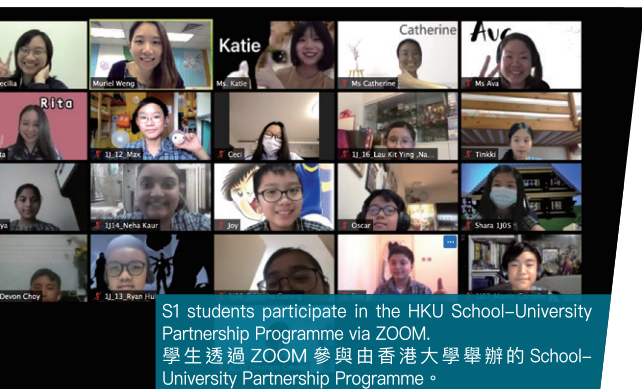 Katie
Catherine
Ava
Cecilia
Muriel Weng
Ms. Katie
Ms Catherine
Ms Ava
Rita
1J_12_Max
Ceci
1J_16_Lau Kit Ying ,Na...
Tinkki
1J14_Neha Kaur
Joy
Oscar
Shara 1J05
Devon Choy
1J_13_Ryan Hui
S1 students participate in the HKU School–University
Partnership Programme via ZOOM.
學生透過 ZOOM 參與由香港大學舉辦的 School–
University Partnership Programme。